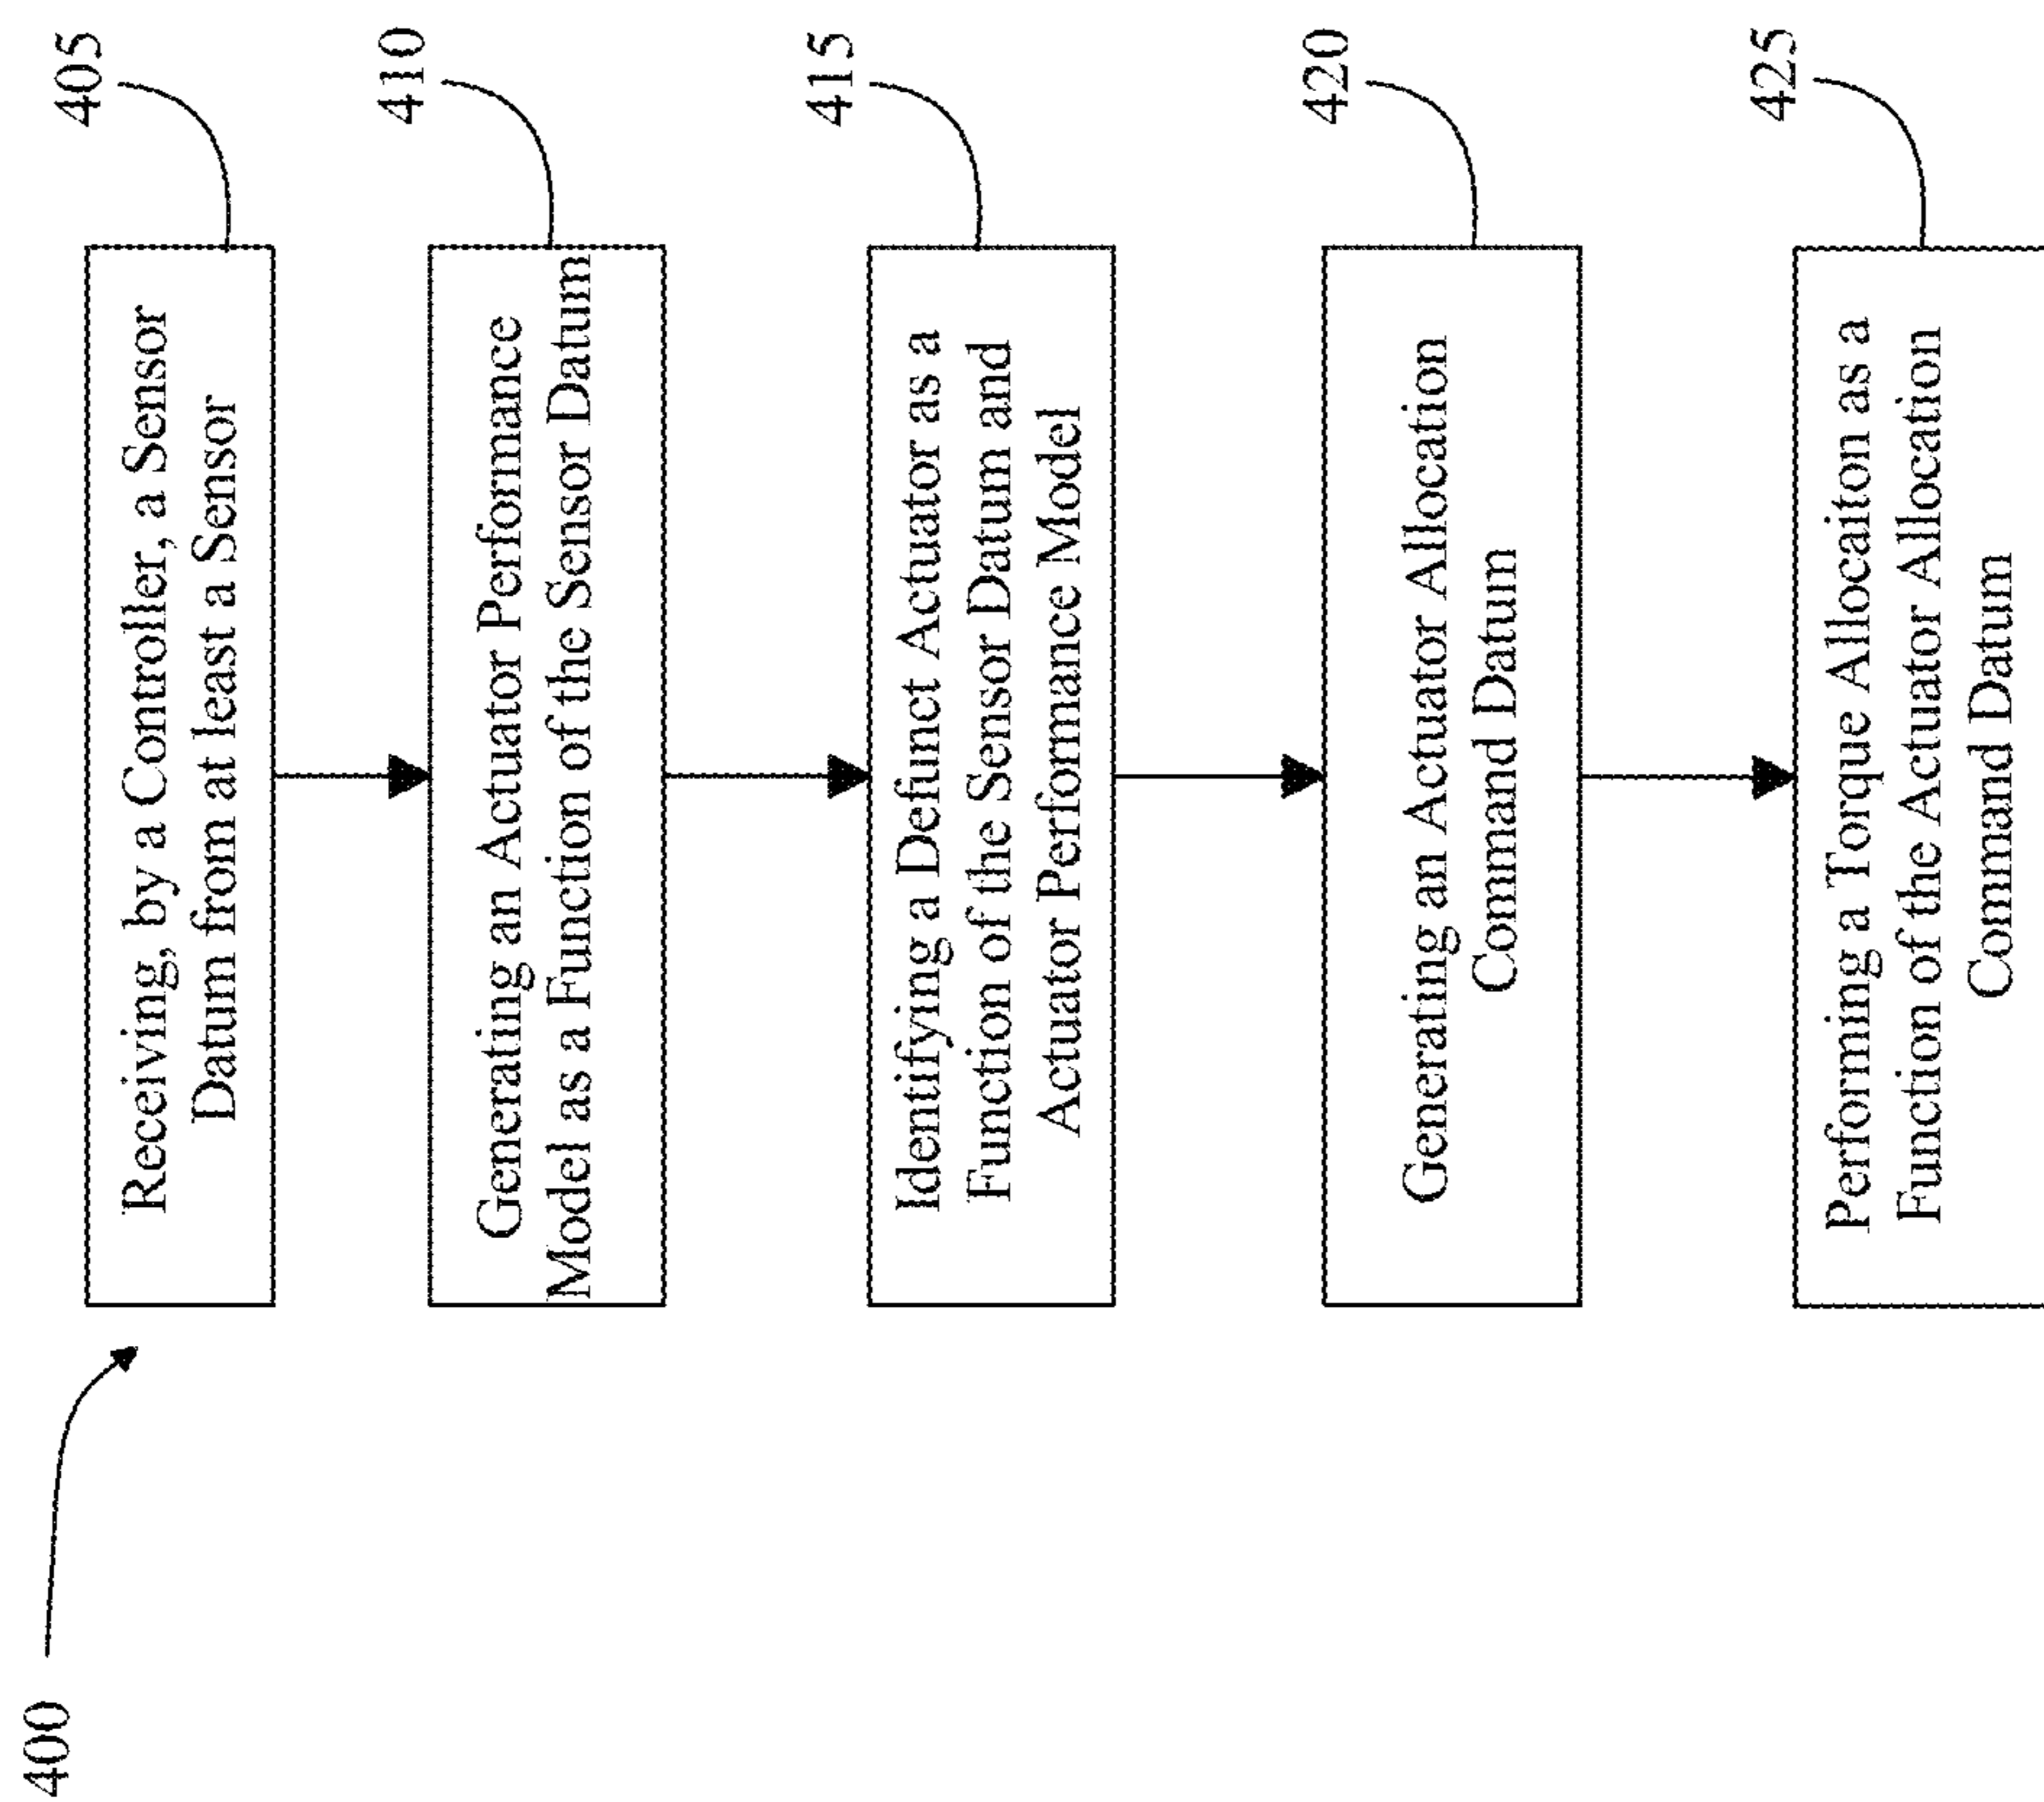 400
405
Receiving, by a Controller, a Sensor
Datum from at least a Sensor
410
Generating an Actuator Performance
Model as a Function of the Sensor Datum
415
Identifying a Defunct Actuator as a
Function of the Sensor Datum and
Actuator Performance Model
420
Generating an Actuator Allocation
Command Datum
425
Performing a Torque Allocaiton as a
Function of the Actuator Allocation
Command Datum